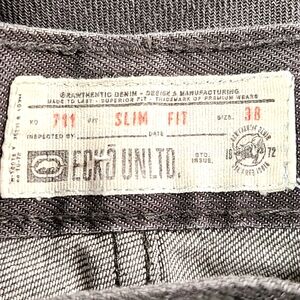 AUTHENTIC DENIM - DESIGN & MANUFACTURING
MADE TO LAST - SUPERIOR FIT - TRADEMARK OF PREMIUM WEARS
NO 711 FIT SLIM FIT SIZE 38
INSPECTED BY DATE
ECKŌ UNLTD.
STD. ISSUE.
18 72